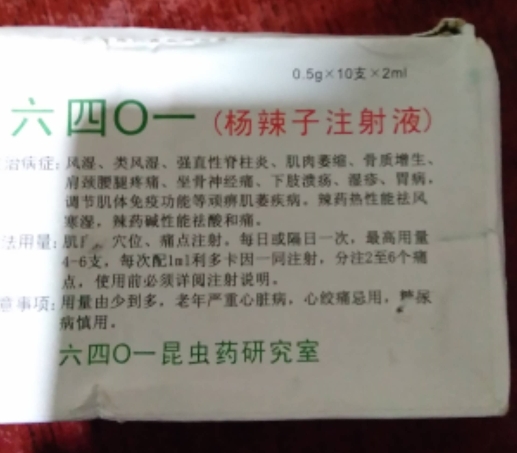 0.5g×10支×2ml
六四〇一(杨辣子注射液)
治病症:风湿、类风湿、强直性脊柱炎、肌肉萎缩、骨质增生、
肩颈腰腿疼痛、坐骨神经痛、下肢溃疡、湿疹、胃病,
调节肌体免疫功能等顽痹肌萎疾病。辣药热性能祛风
寒湿,辣药碱性能祛酸和痛。
法用量:肌 、穴位、痛点注射,每日或隔日一次,最高用量
4-6支,每次配1ml利多卡因一同注射,分注2至6个痛
点,使用前必须详阅注射说明。
意事项:用量由少到多,老年严重心脏病,心绞痛忌用, 尿
病慎用。
六四〇一昆虫药研究室